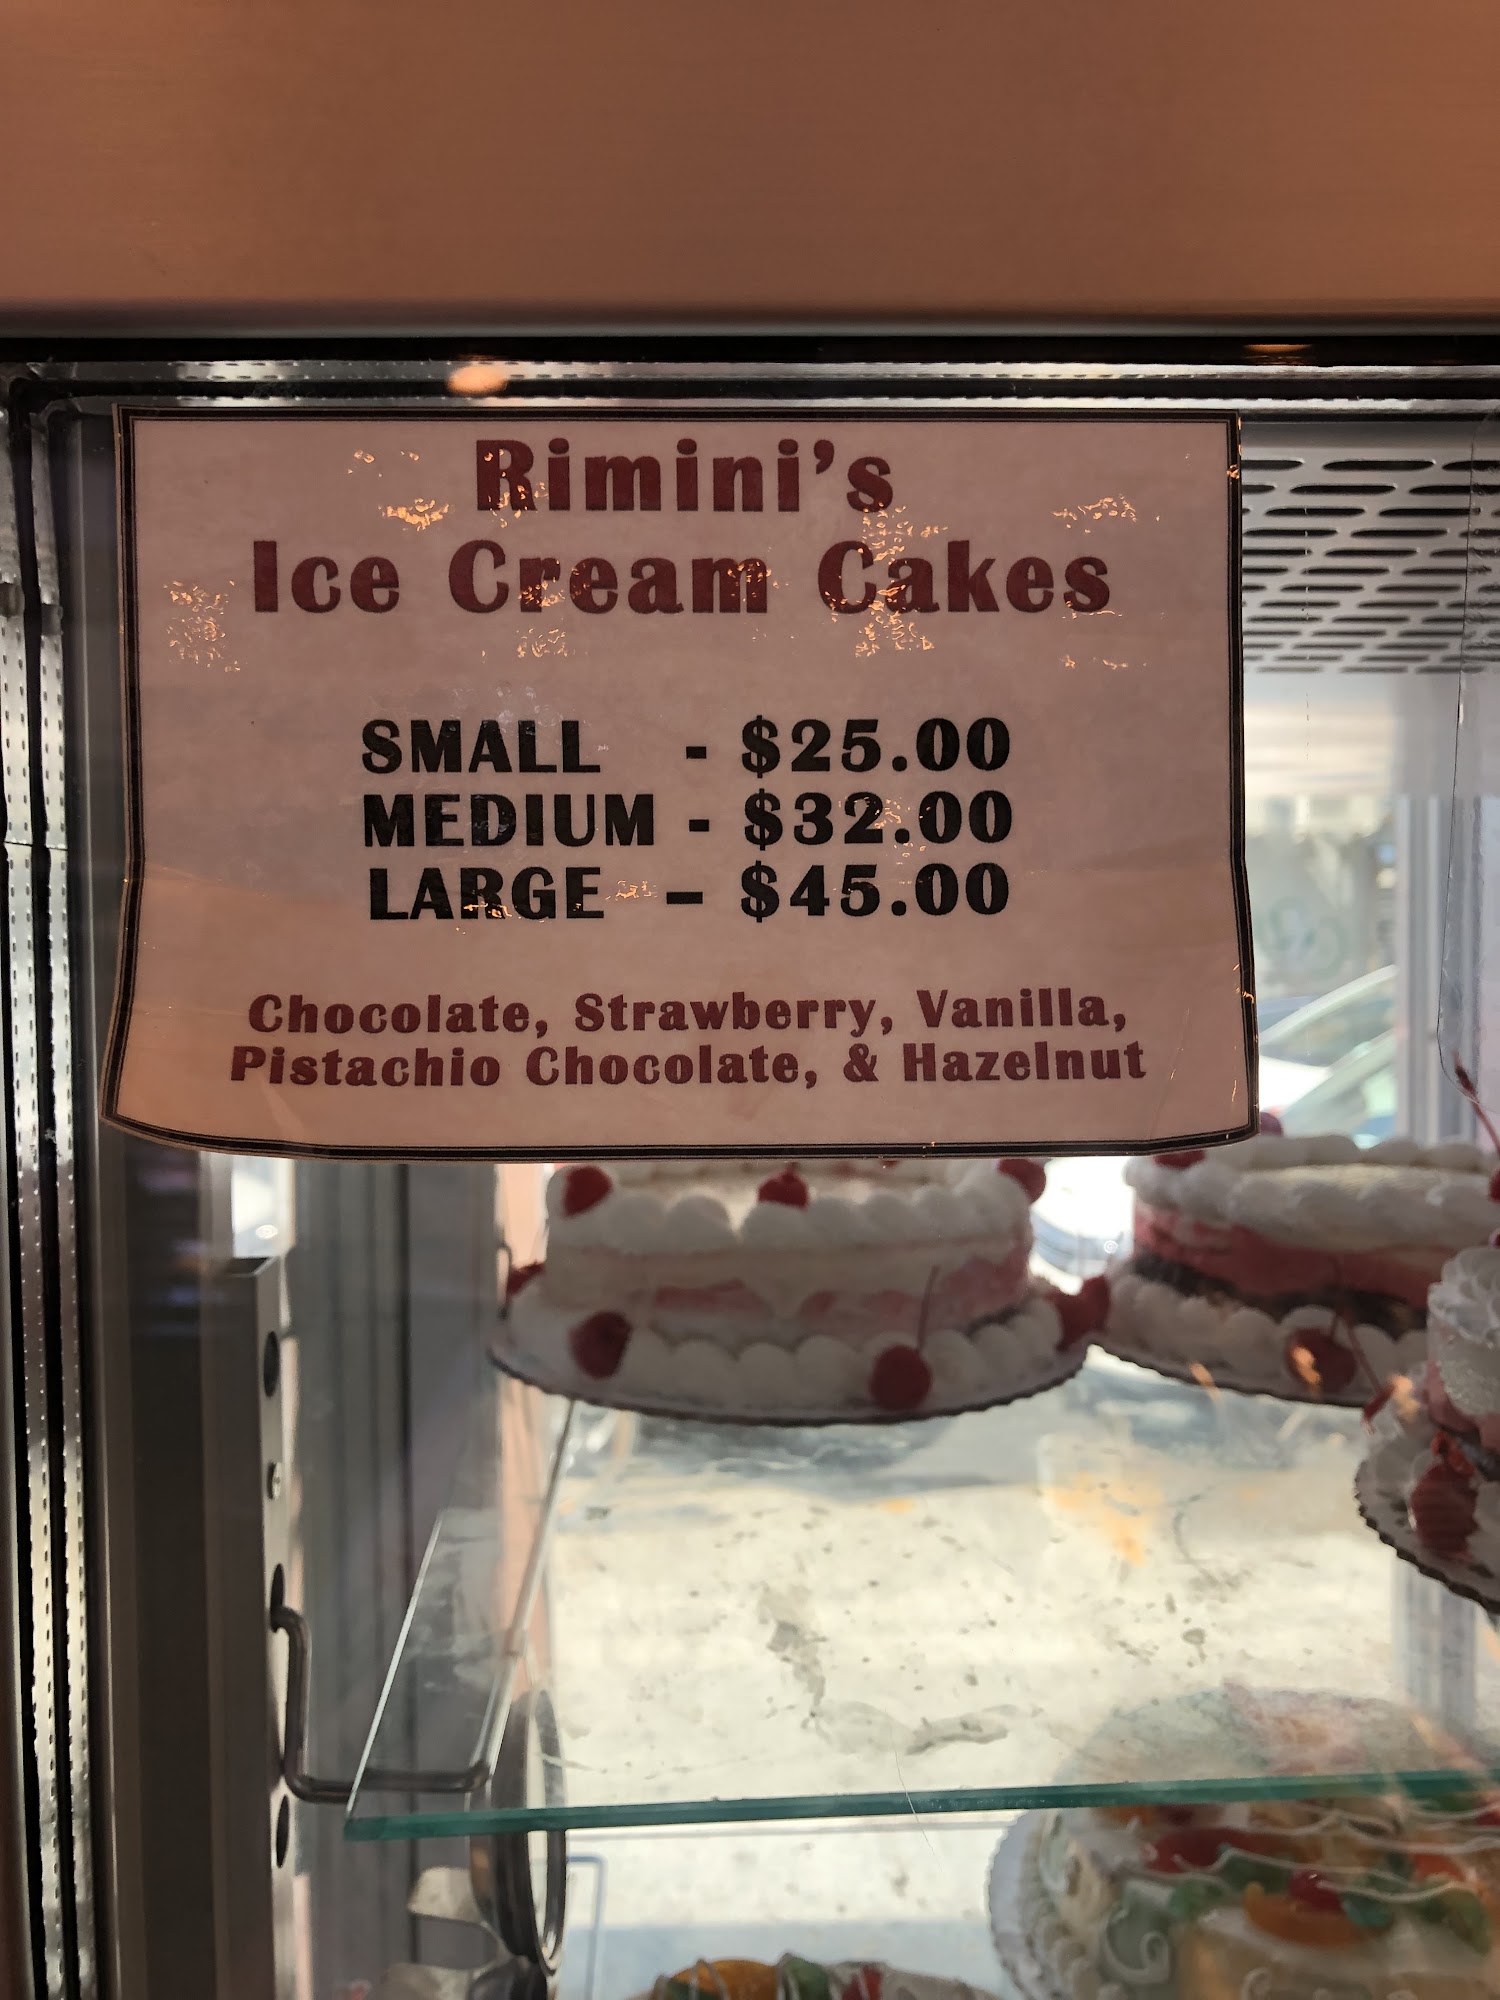 Rimini's
Ice Cream Cakes
SMALL - $25.00
MEDIUM - $32.00
LARGE – $45.00
Chocolate, Strawberry, Vanilla,
Pistachio Chocolate, & Hazelnut